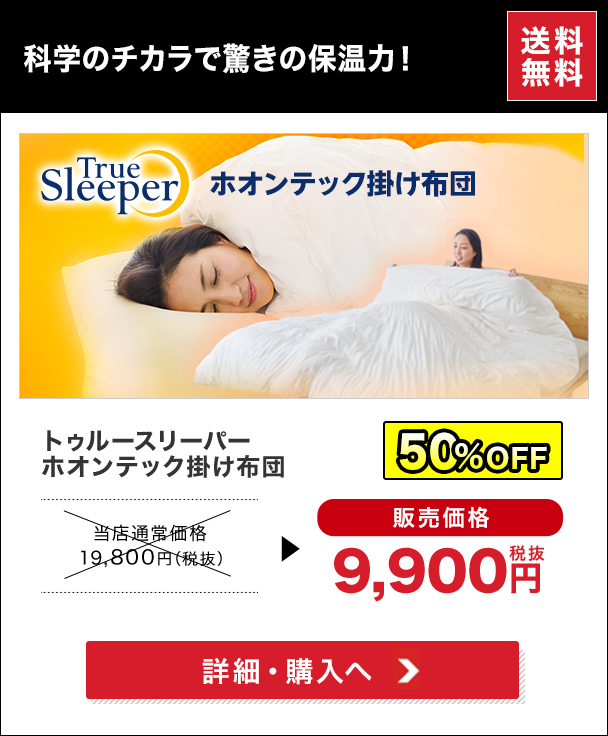 科学のチカラで驚きの保温力!
送料
無料
True
Sleeper
ホオンテック掛け布団
トゥルースリーパー
ホオンテック掛け布団
50%OFF
当店通常価格
19,800円(税抜)
販売価格
9,900円 税抜
詳細・購入へ